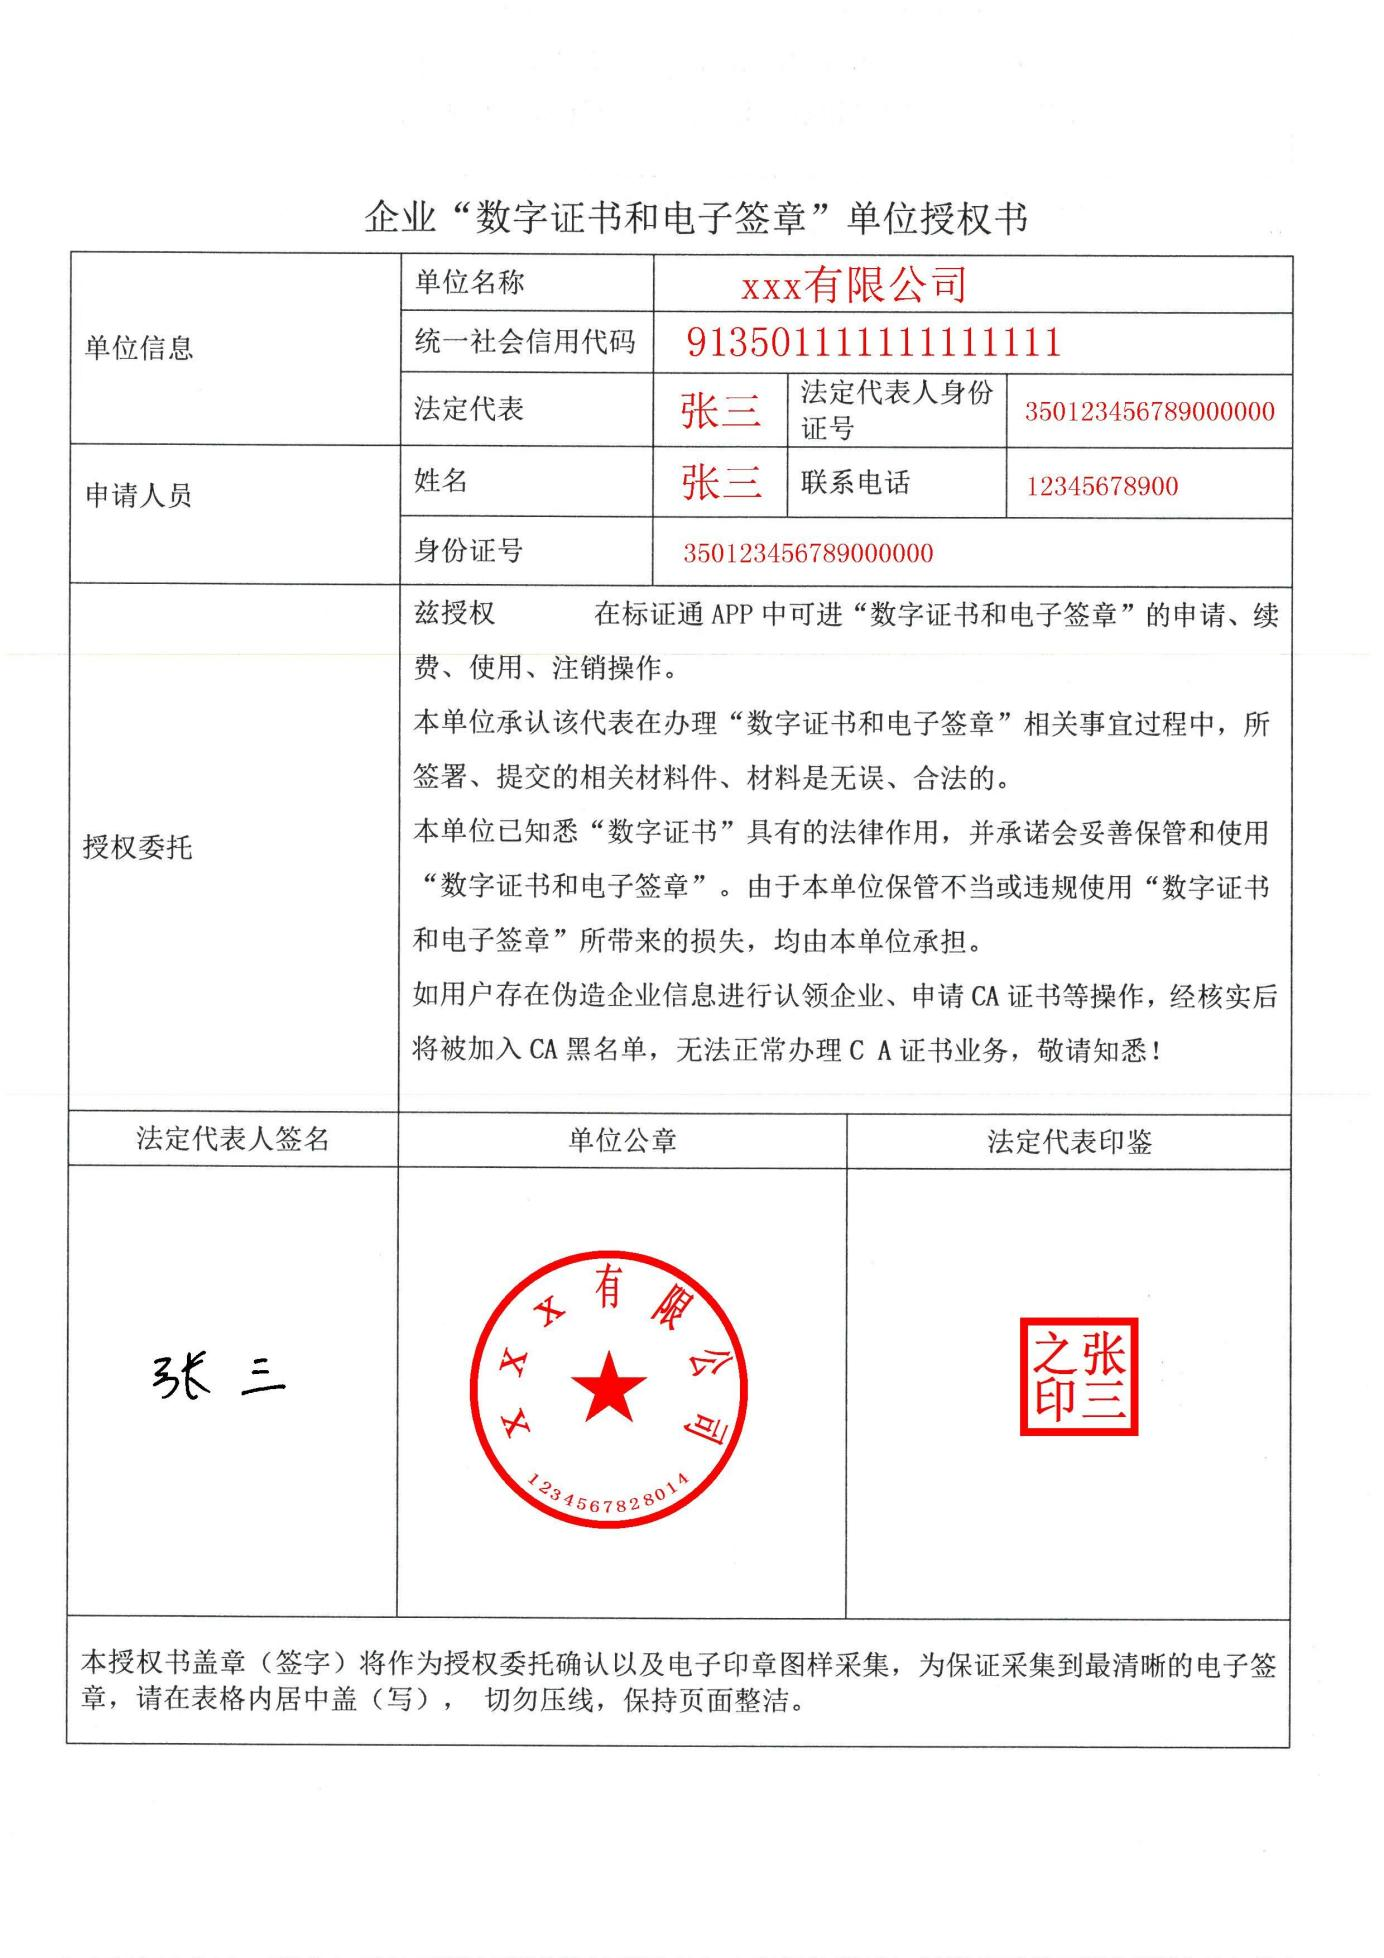 企业“数字证书和电子签章”单位授权书
单位信息
单位名称
xxx有限公司
统一社会信用代码
913501111111111111
法定代表
张三
法定代表人身份
证号
350123456789000000
申请人员
姓名
张三
联系电话
12345678900
身份证号
350123456789000000
授权委托
兹授权 在标证通 APP 中可进“数字证书和电子签章”的申请、续
费、使用、注销操作。
本单位承认该代表在办理“数字证书和电子签章”相关事宜过程中，所
签署、提交的相关材料件、材料是无误、合法的。
本单位已知悉“数字证书”具有的法律作用，并承诺会妥善保管和使用
“数字证书和电子签章”。由于本单位保管不当或违规使用“数字证书
和电子签章”所带来的损失，均由本单位承担。
如用户存在伪造企业信息进行认领企业、申请 CA 证书等操作，经核实后
将被加入 CA 黑名单，无法正常办理 C A 证书业务，敬请知悉！
法定代表人签名
单位公章
法定代表印鉴
张 三
XXX有限公司
1234567828014
张三之印
本授权书盖章（签字）将作为授权委托确认以及电子印章图样采集，为保证采集到最清晰的电子签
章，请在表格内居中盖（写）， 切勿压线，保持页面整洁。